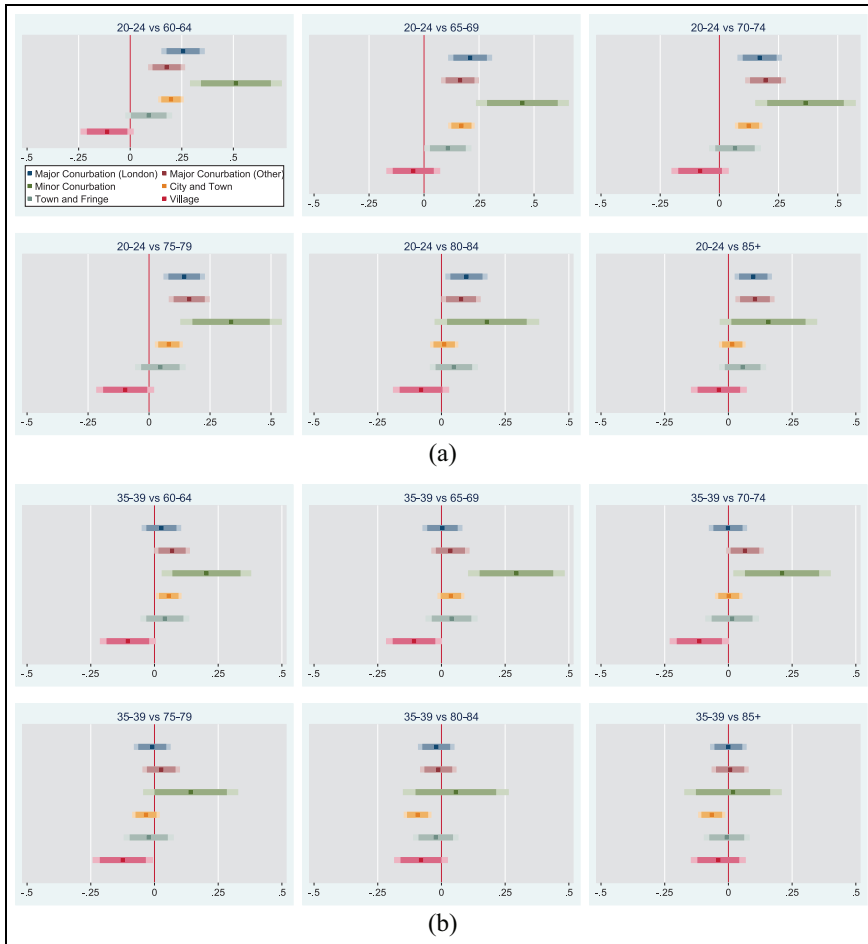 20-24 vs 60-64
20-24 vs 65-69
20-24 vs 70-74
Major Conurbation (London)
Major Conurbation (Other)
Minor Conurbation
City and Town
Town and Fringe
Village
-.5 -.25 0 .25 .5
-.5 -.25 0 .25 .5
-.5 -.25 0 .25 .5
20-24 vs 75-79
20-24 vs 80-84
20-24 vs 85+
-.5 -.25 0 .25 .5
-.5 -.25 0 .25 .5
-.5 -.25 0 .25 .5
(a)
35-39 vs 60-64
35-39 vs 65-69
35-39 vs 70-74
-.5 -.25 0 .25 .5
-.5 -.25 0 .25 .5
-.5 -.25 0 .25 .5
35-39 vs 75-79
35-39 vs 80-84
35-39 vs 85+
-.5 -.25 0 .25 .5
-.5 -.25 0 .25 .5
-.5 -.25 0 .25 .5
(b)